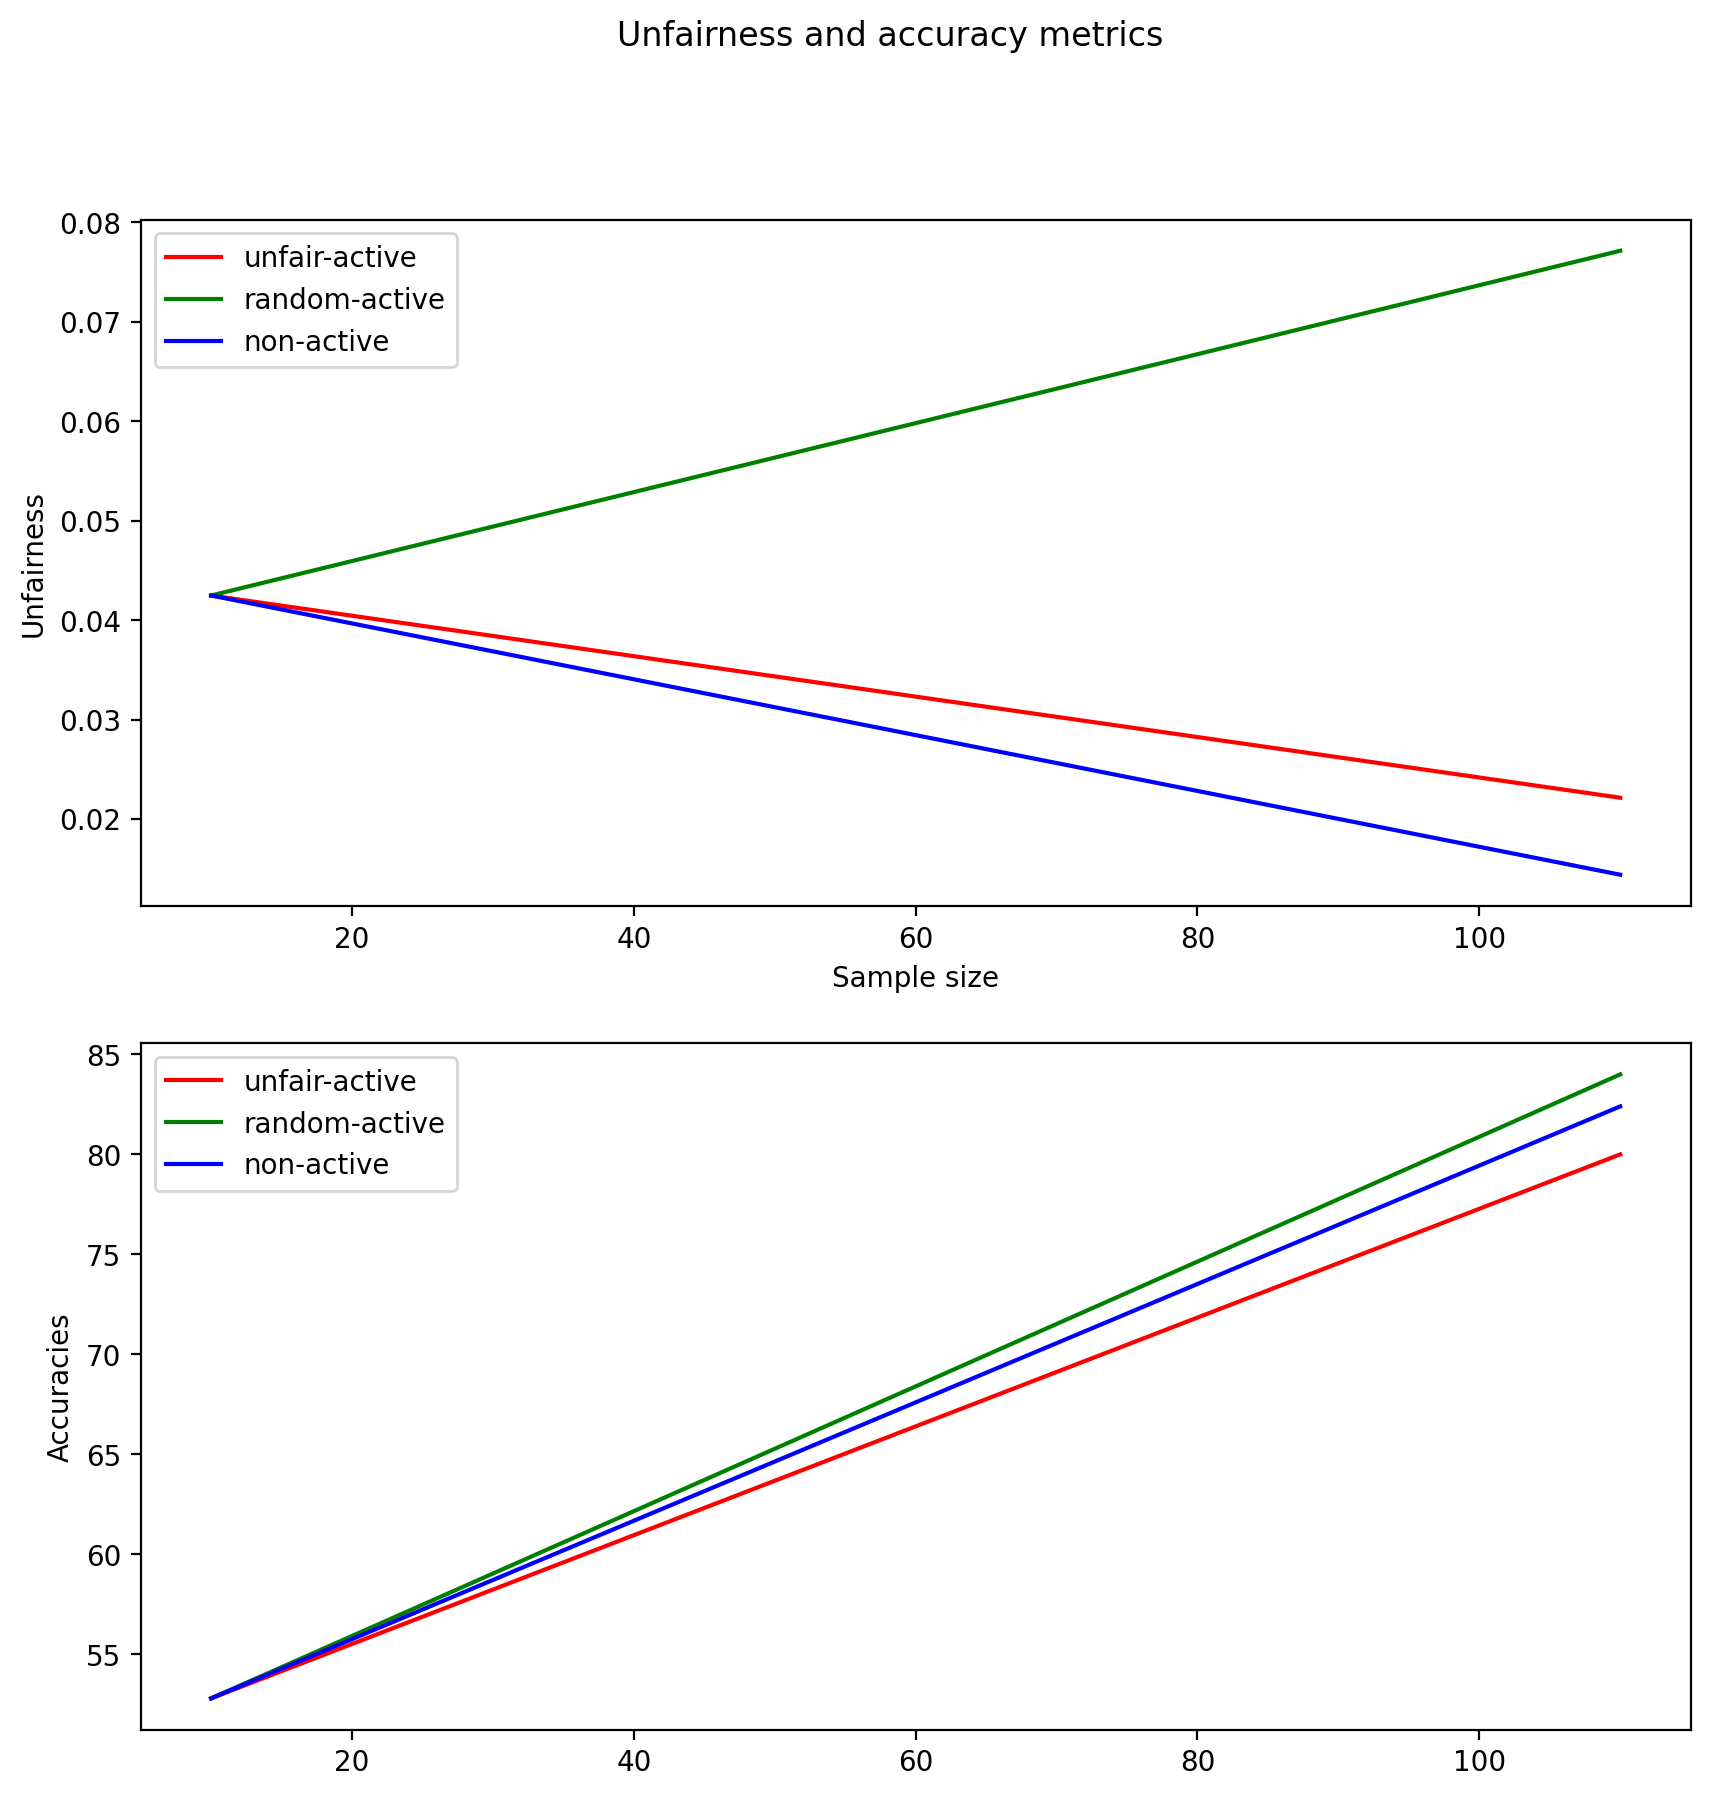 Unfairness and accuracy metrics
0.08
0.07
0.06
0.05
0.04
0.03
0.02
Unfairness
unfair-active
random-active
non-active
20 40 60 80 100
Sample size
85
80
75
70
65
60
55
Accuracies
unfair-active
random-active
non-active
20 40 60 80 100